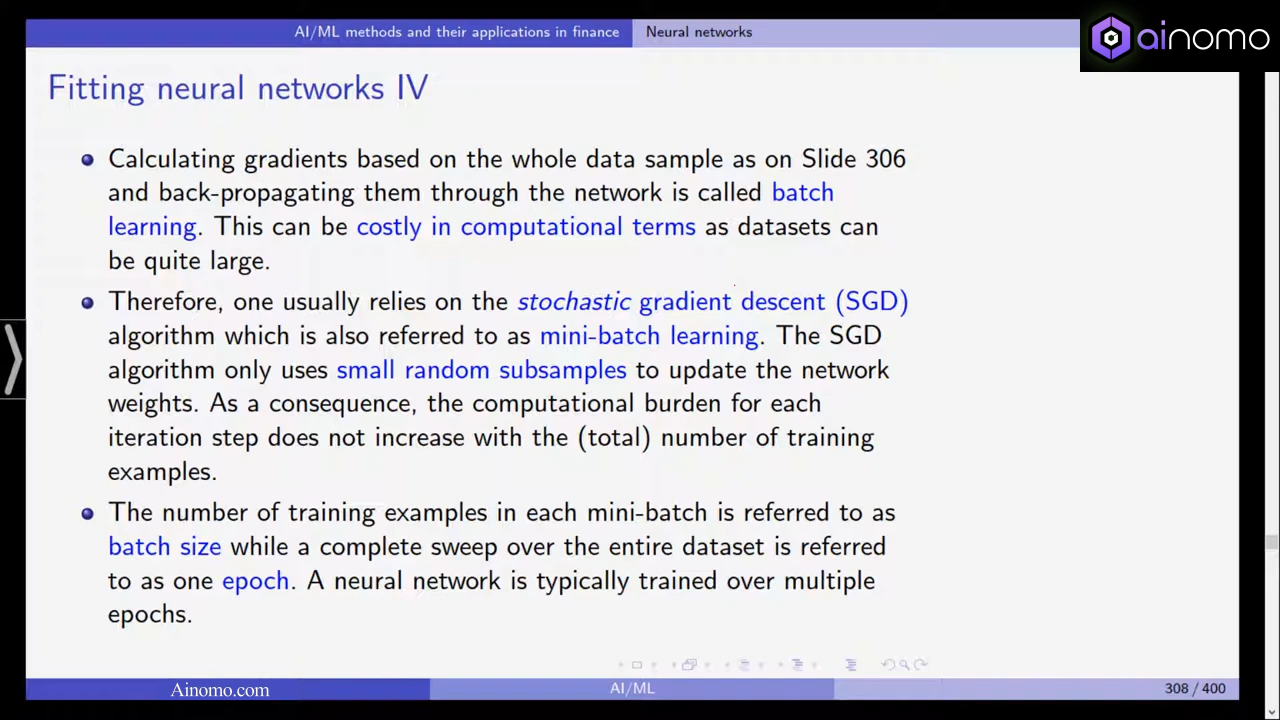 AI/ML methods and their applications in finance Neural networks
ainomo
Fitting neural networks IV
Calculating gradients based on the whole data sample as on Slide 306
and back-propagating them through the network is called batch
learning. This can be costly in computational terms as datasets can
be quite large.
Therefore, one usually relies on the stochastic gradient descent (SGD)
algorithm which is also referred to as mini-batch learning. The SGD
algorithm only uses small random subsamples to update the network
weights. As a consequence, the computational burden for each
iteration step does not increase with the (total) number of training
examples.
The number of training examples in each mini-batch is referred to as
batch size while a complete sweep over the entire dataset is referred
to as one epoch. A neural network is typically trained over multiple
epochs.
Ainomo.com AI/ML 308 / 400